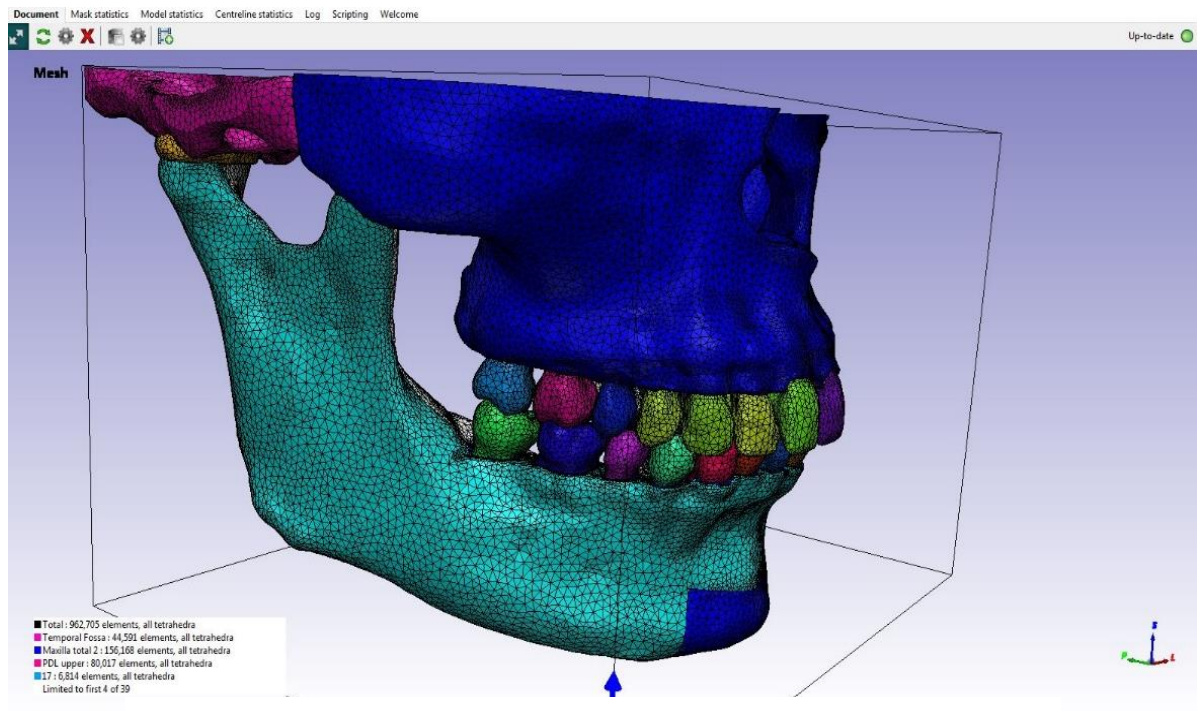 Document Mask statistics Model statistics Centreline statistics Log Scripting Welcome
Up-to-date
Mesh
Total : 962,705 elements, all tetrahedra
Temporal Fossa : 44,591 elements, all tetrahedra
Maxilla total 2 : 156,168 elements, all tetrahedra
PDL upper : 80,017 elements, all tetrahedra
17 : 6,814 elements, all tetrahedra
Limited to first 4 of 39
S
P
L